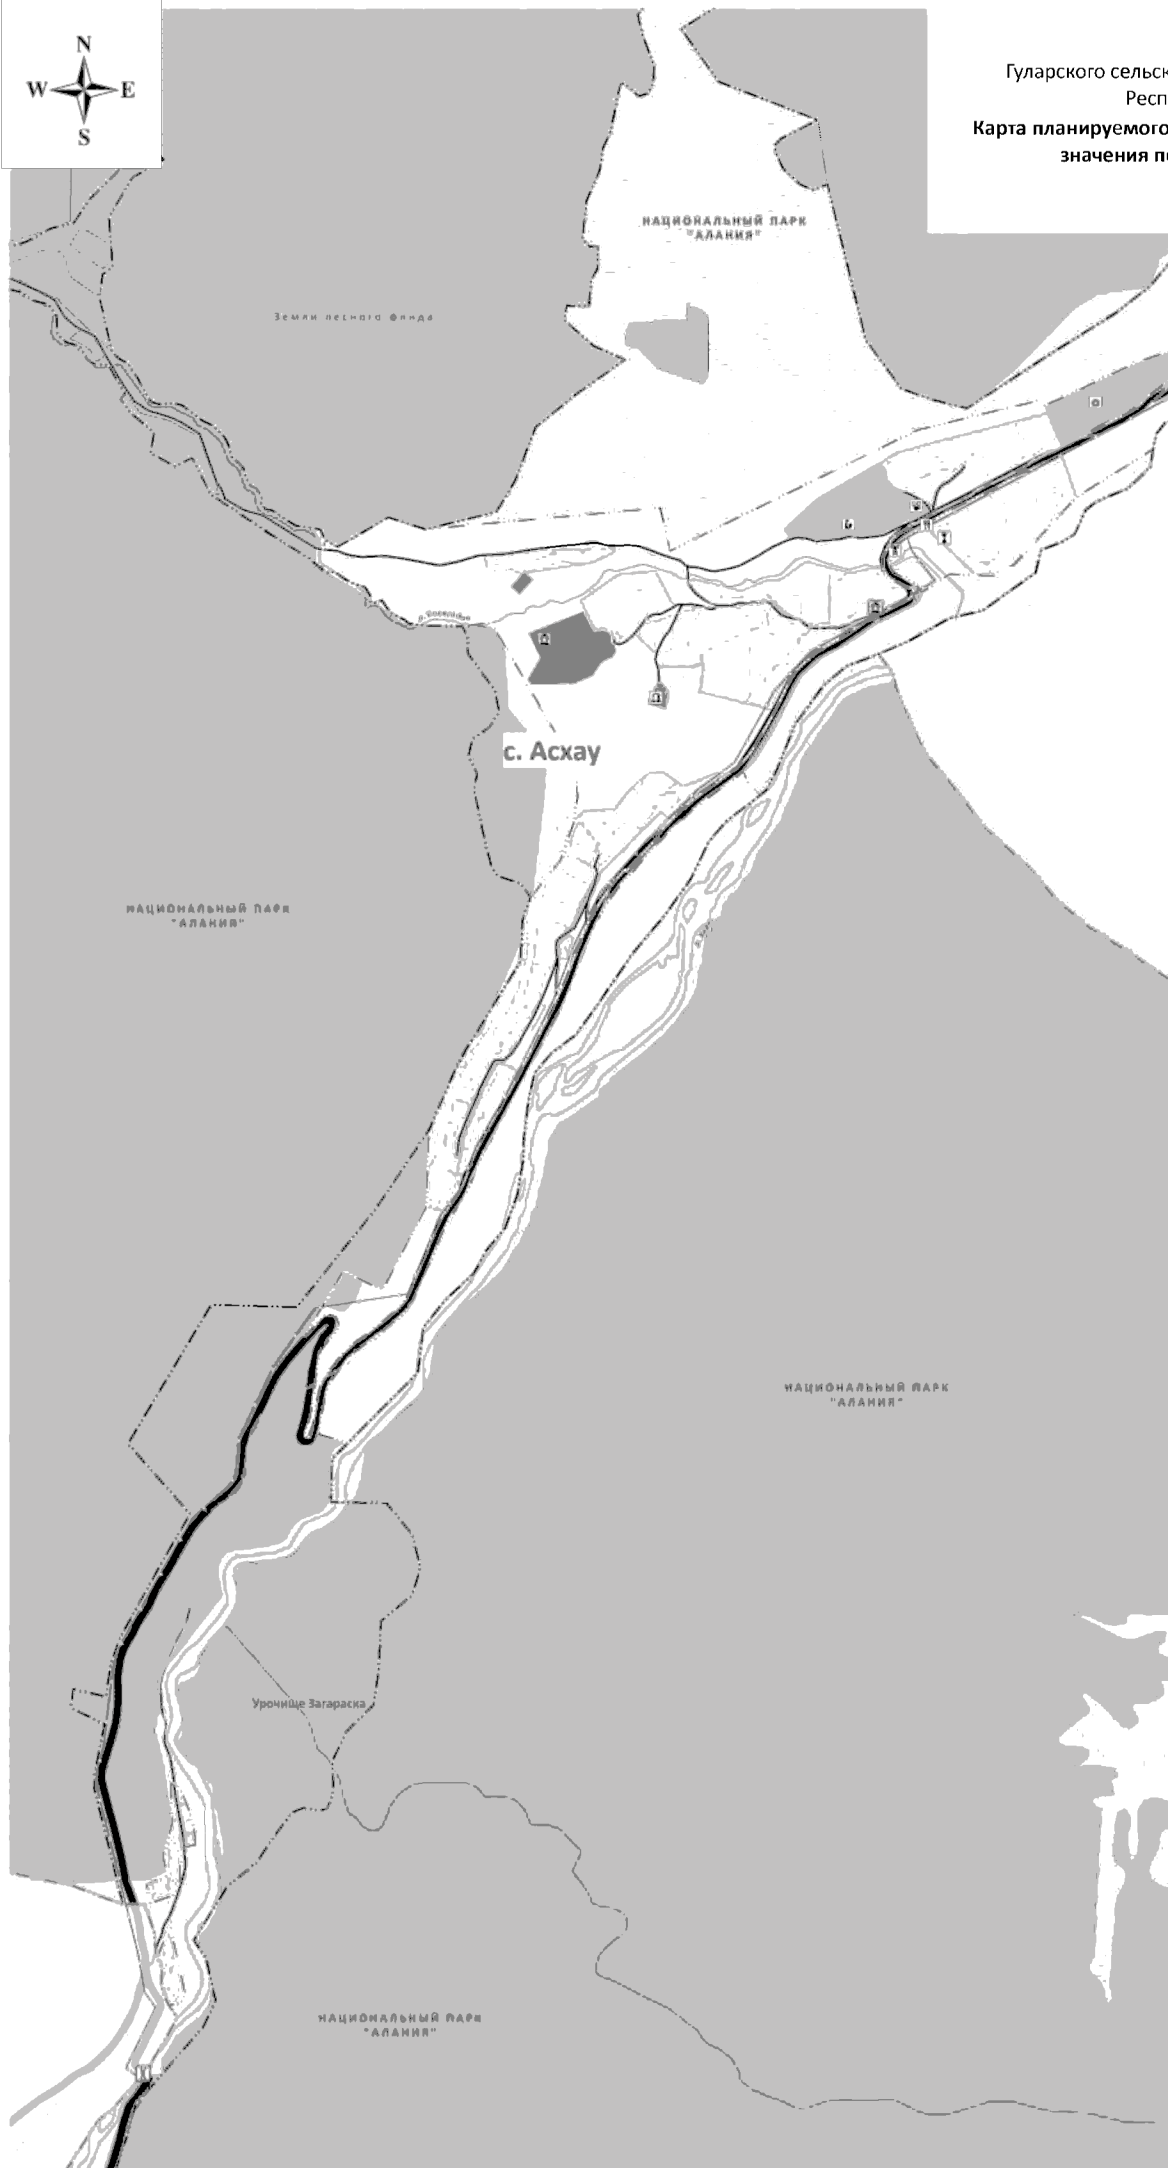 N
W E
S
Гуларского сельск
Респ
Карта планируемого
значения п
НАЦИОНАЛЬНЫЙ ПАРК
"АЛАНИЯ"
Земли лесного фонда
с. Асхау
НАЦИОНАЛЬНЫЙ ПАРК
"АЛАНИЯ"
НАЦИОНАЛЬНЫЙ ПАРК
"АЛАНИЯ"
Урочище Загараска
НАЦИОНАЛЬНЫЙ ПАРК
"АЛАНИЯ"